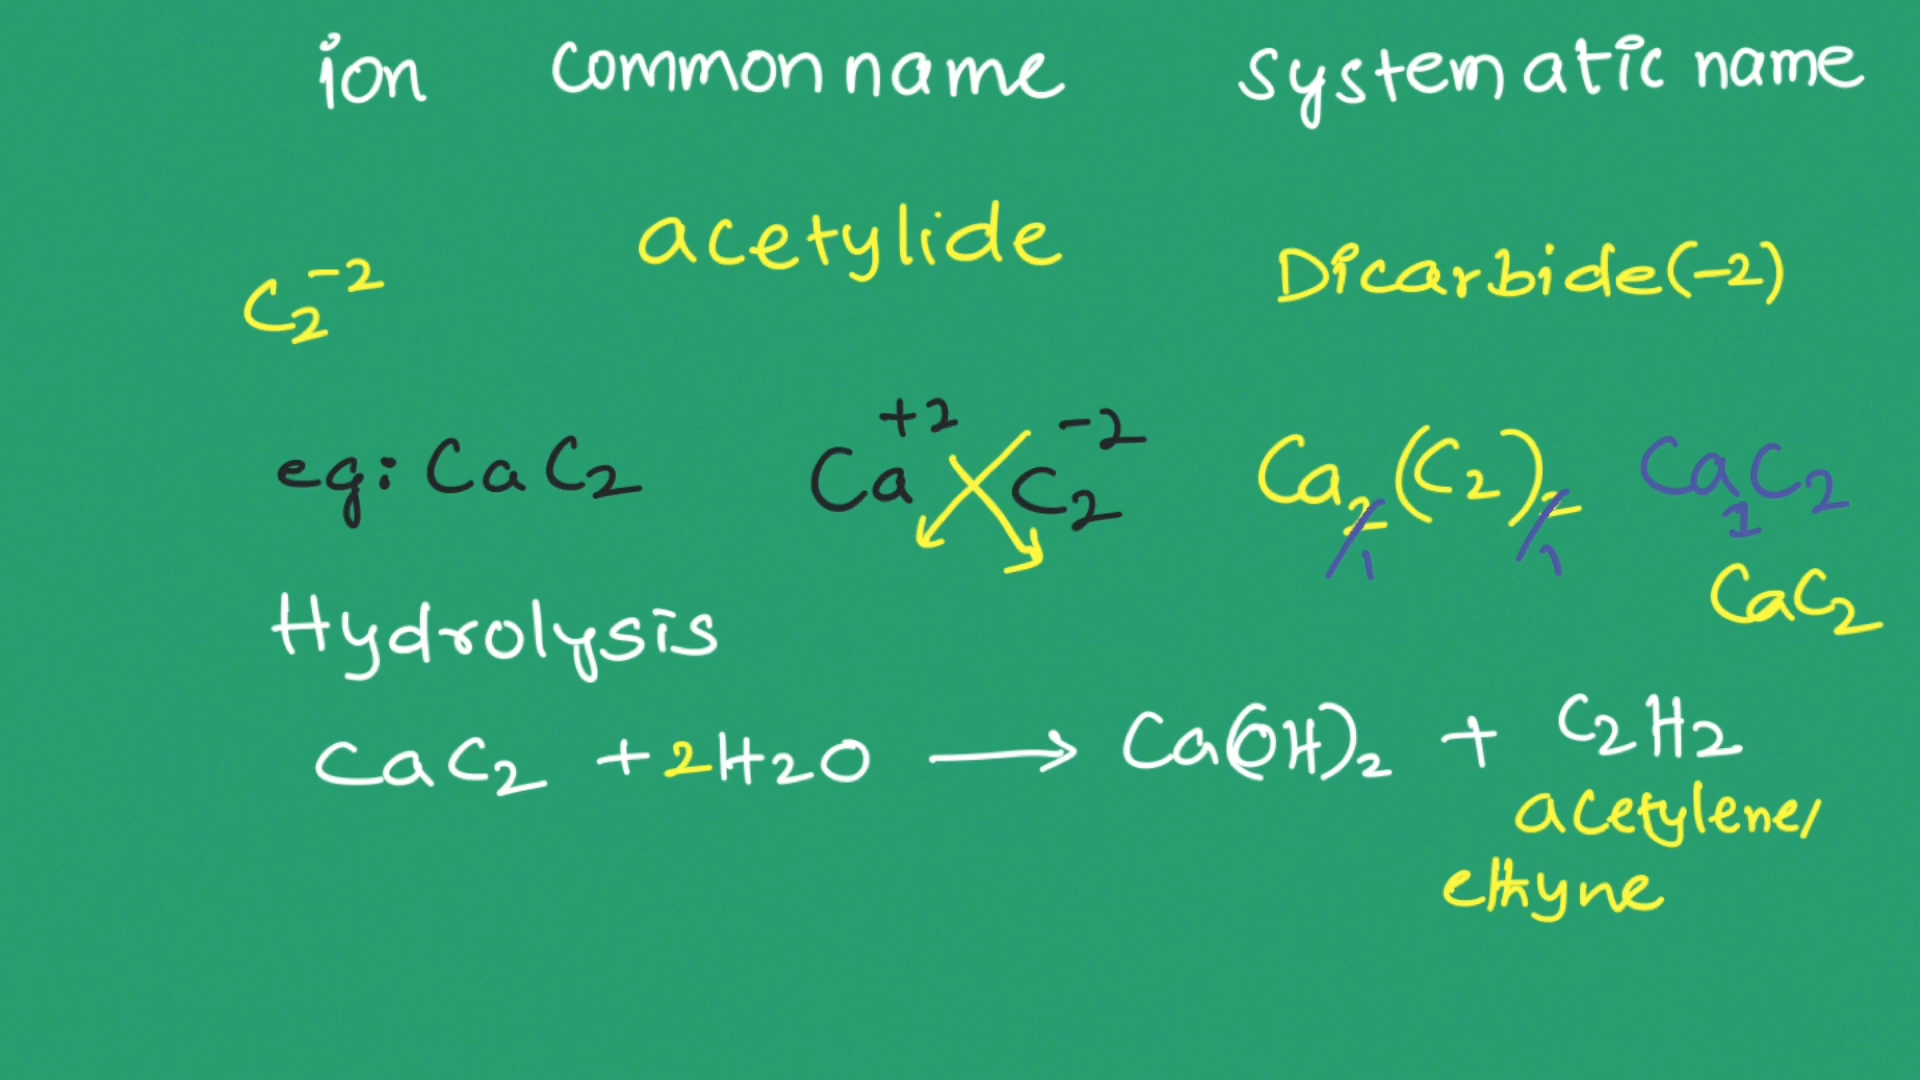 ion common name systematic name
C₂⁻² acetylide Dicarbide(-2)
eg: CaC₂ Ca⁺² C₂⁻² Ca₂(C₂)₂ CaC₂
1 1 1
CaC₂
Hydrolysis
CaC₂ + 2H₂O ⟶ Ca(OH)₂ + C₂H₂
acetylene/
ethyne